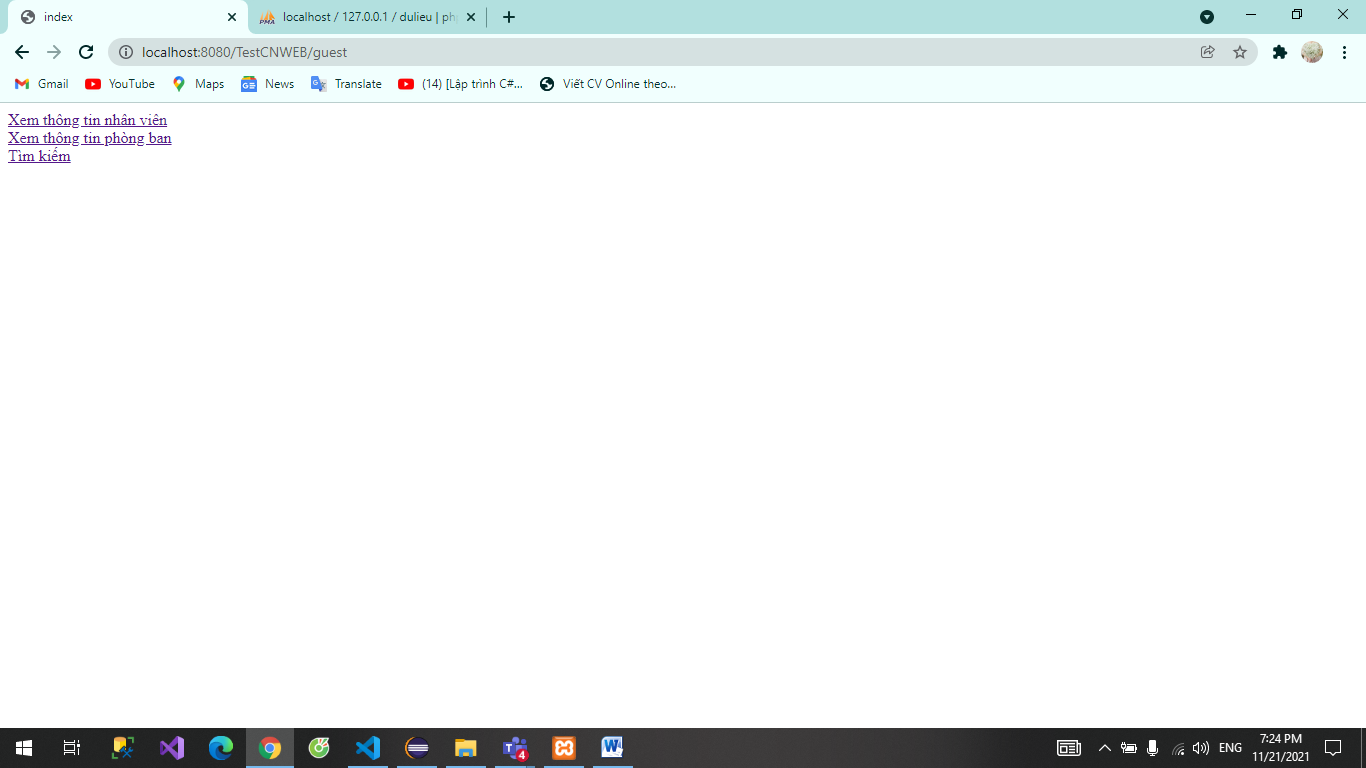 index
localhost / 127.0.0.1 / dulieu | ph
localhost:8080/TestCNWEB/guest
Gmail YouTube Maps News Translate (14) [Lập trình C#... Viết CV Online theo...
Xem thông tin nhân viên
Xem thông tin phòng ban
Tìm kiếm
4
ENG
7:24 PM
11/21/2021